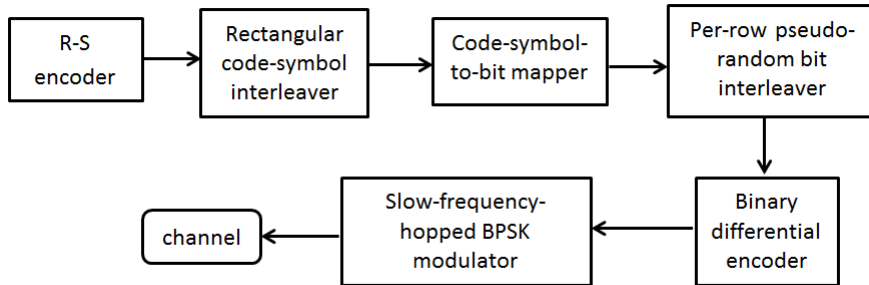 R-S
encoder
Rectangular
code-symbol
interleaver
Code-symbol-
to-bit mapper
Per-row pseudo-
random bit
interleaver
Binary
differential
encoder
Slow-frequency-
hopped BPSK
modulator
channel